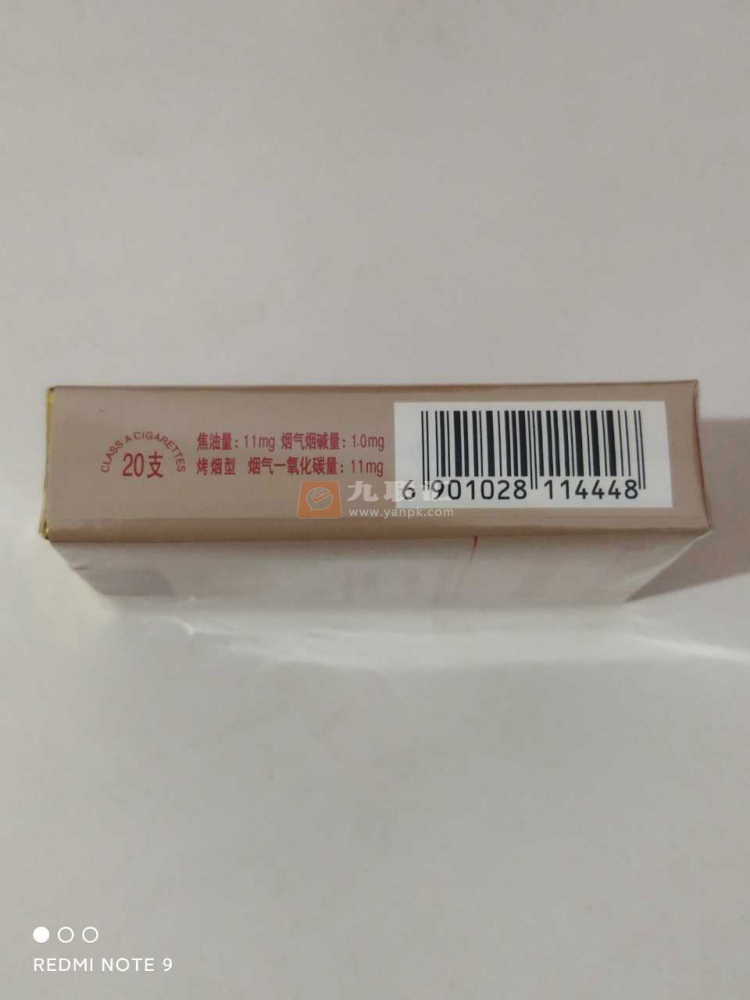 CLASS A CIGARETTES
20支
焦油量：11mg 烟气烟碱量：1.0mg
烤烟型 烟气一氧化碳量：11mg
6 901028 114448
www.yanpk.com
REDMI NOTE 9